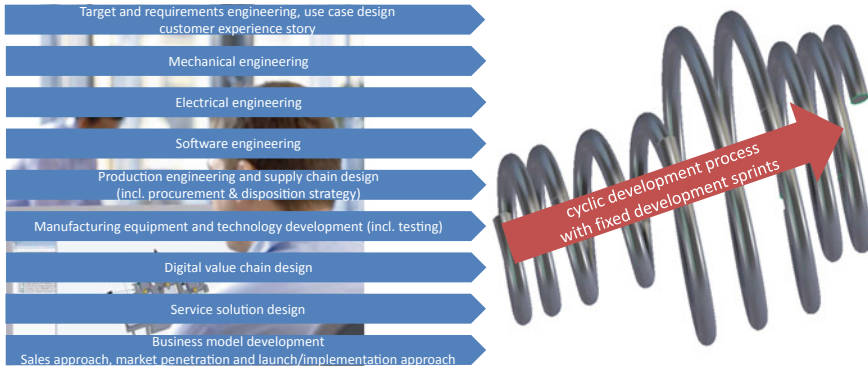 Target and requirements engineering, use case design
customer experience story
Mechanical engineering
Electrical engineering
Software engineering
Production engineering and supply chain design
(incl. procurement & disposition strategy)
Manufacturing equipment and technology development (incl. testing)
Digital value chain design
Service solution design
Business model development
Sales approach, market penetration and launch/implementation approach
cyclic development process
with fixed development sprints